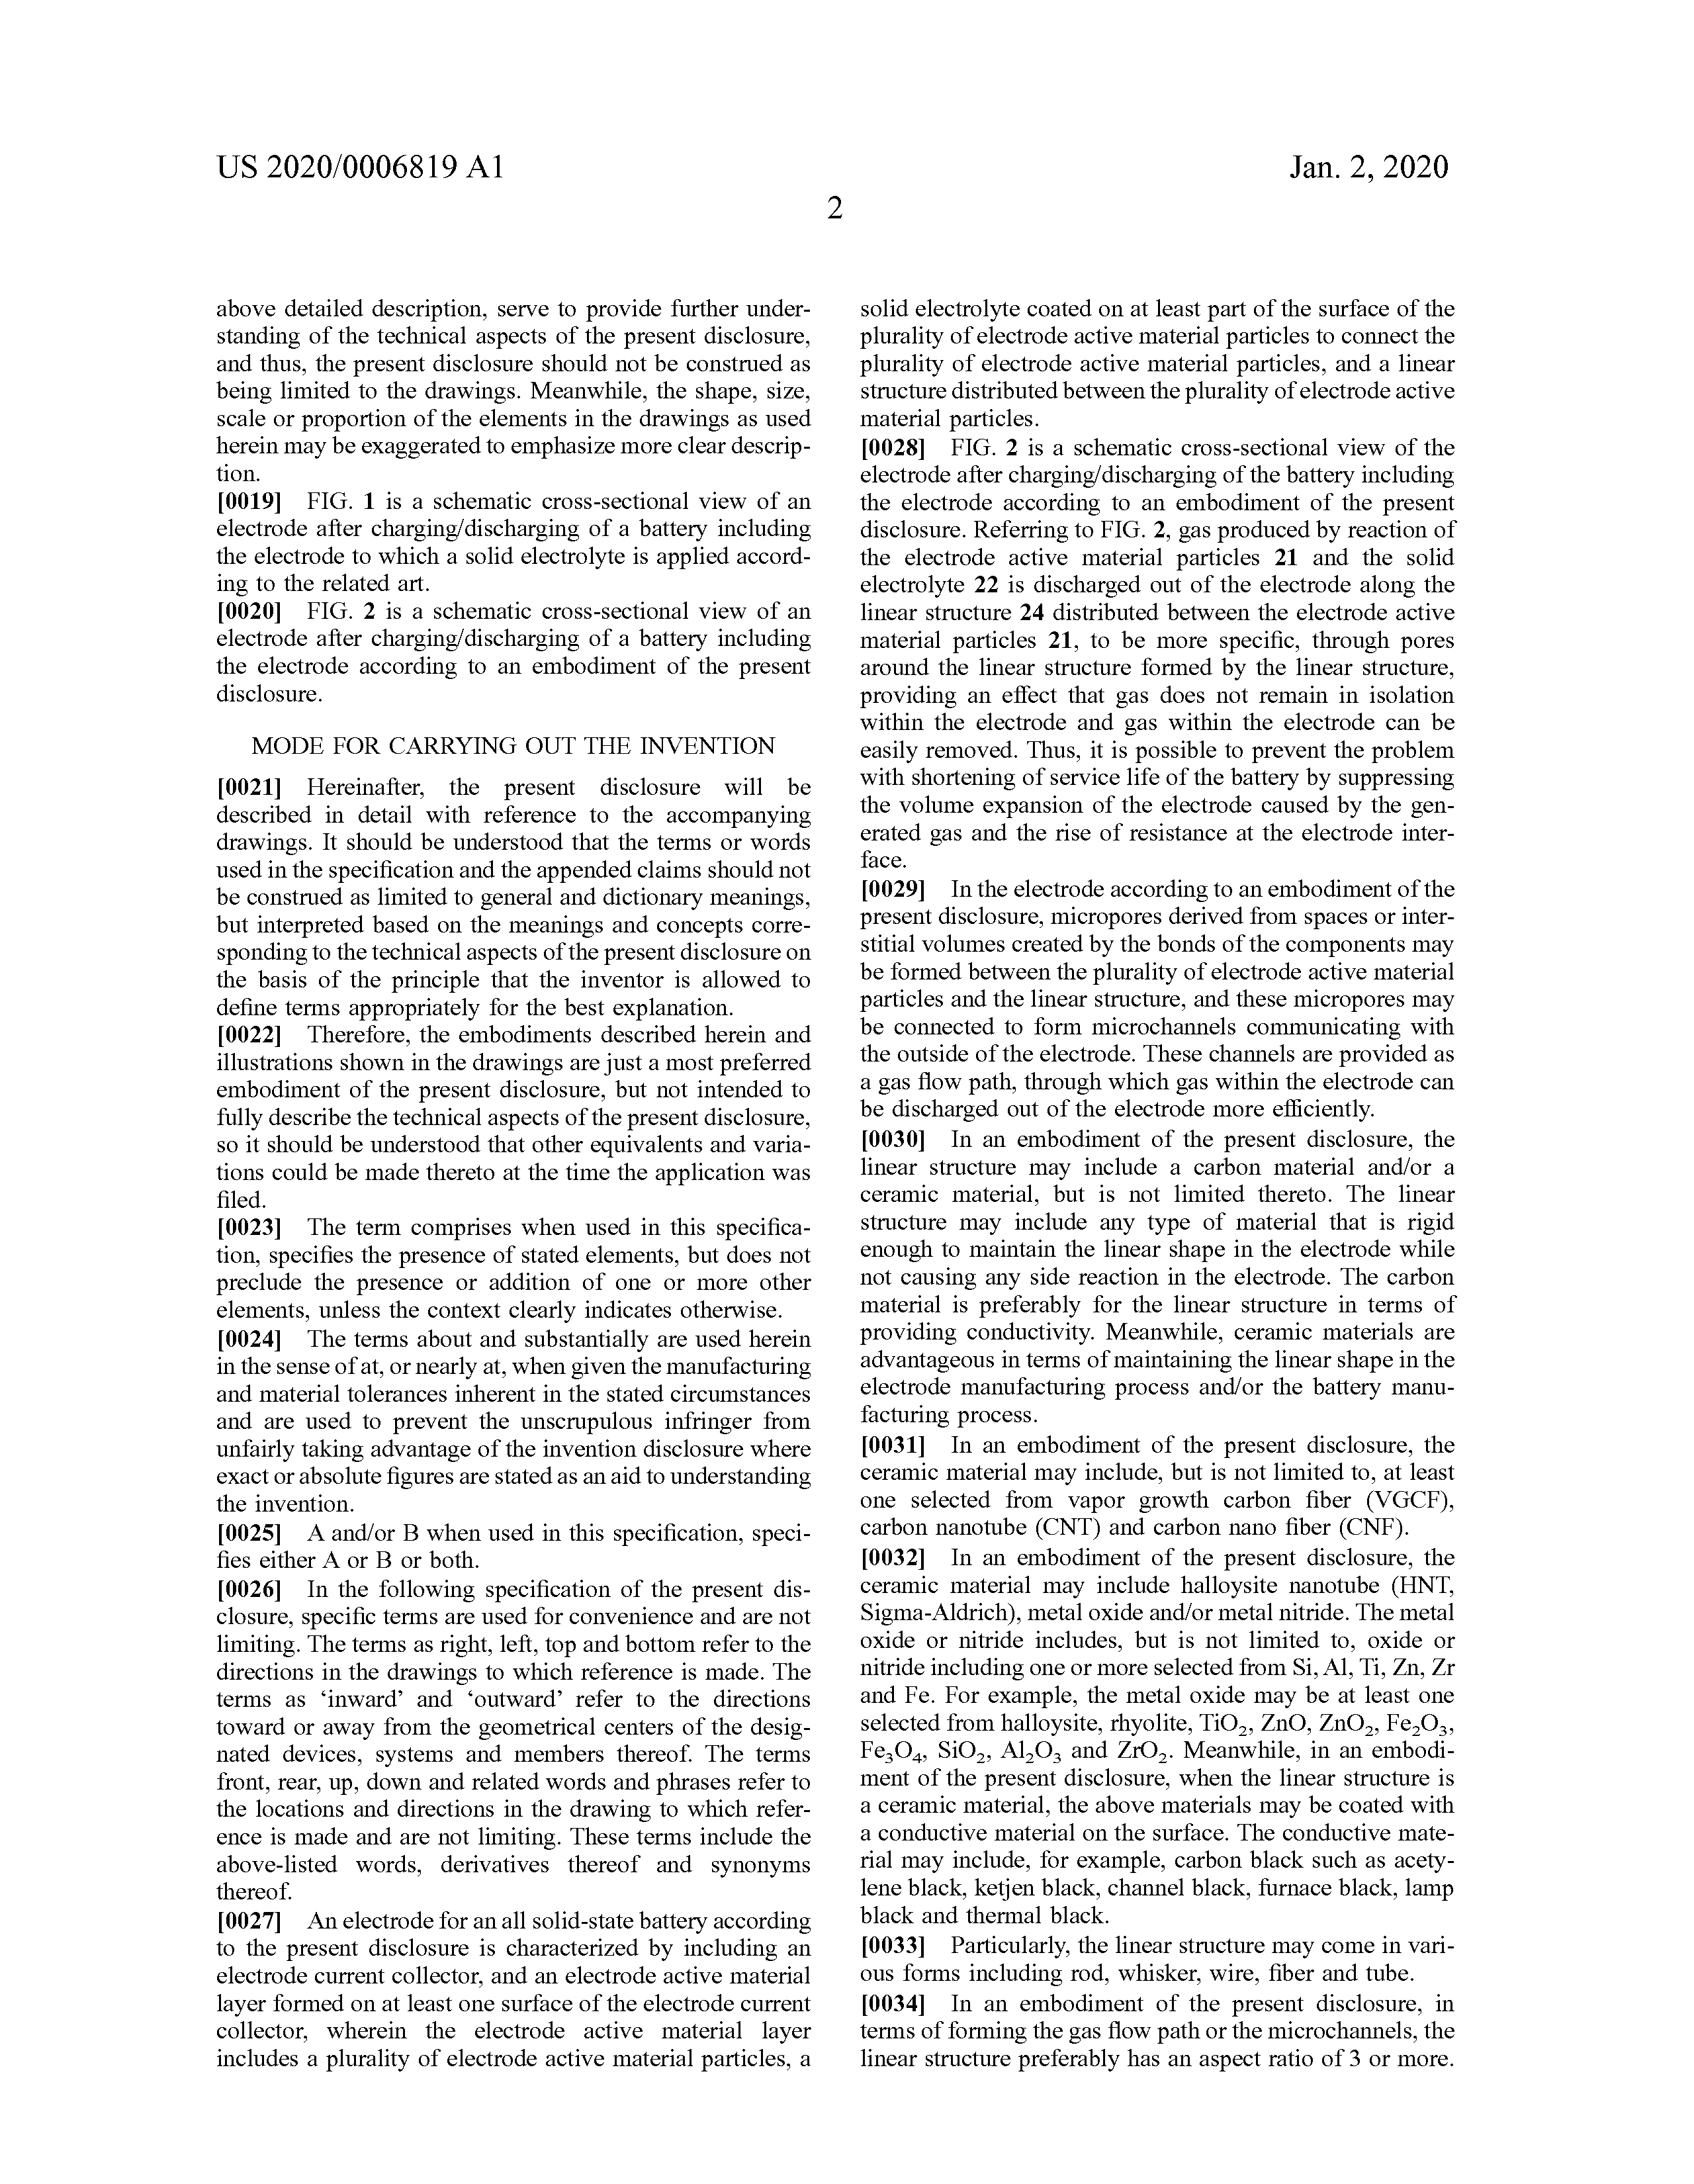 US 2020/0006819 A1
Jan. 2, 2020
2
above detailed description, serve to provide further under-
standing of the technical aspects of the present disclosure,
and thus, the present disclosure should not be construed as
being limited to the drawings. Meanwhile, the shape, size,
scale or proportion of the elements in the drawings as used
herein may be exaggerated to emphasize more clear descrip-
tion.
[0019] FIG. 1 is a schematic cross-sectional view of an
electrode after charging/discharging of a battery including
the electrode to which a solid electrolyte is applied accord-
ing to the related art.
[0020] FIG. 2 is a schematic cross-sectional view of an
electrode after charging/discharging of a battery including
the electrode according to an embodiment of the present
disclosure.
MODE FOR CARRYING OUT THE INVENTION
[0021] Hereinafter, the present disclosure will be
described in detail with reference to the accompanying
drawings. It should be understood that the terms or words
used in the specification and the appended claims should not
be construed as limited to general and dictionary meanings,
but interpreted based on the meanings and concepts corre-
sponding to the technical aspects of the present disclosure on
the basis of the principle that the inventor is allowed to
define terms appropriately for the best explanation.
[0022] Therefore, the embodiments described herein and
illustrations shown in the drawings are just a most preferred
embodiment of the present disclosure, but not intended to
fully describe the technical aspects of the present disclosure,
so it should be understood that other equivalents and varia-
tions could be made thereto at the time the application was
filed.
[0023] The term comprises when used in this specifica-
tion, specifies the presence of stated elements, but does not
preclude the presence or addition of one or more other
elements, unless the context clearly indicates otherwise.
[0024] The terms about and substantially are used herein
in the sense of at, or nearly at, when given the manufacturing
and material tolerances inherent in the stated circumstances
and are used to prevent the unscrupulous infringer from
unfairly taking advantage of the invention disclosure where
exact or absolute figures are stated as an aid to understanding
the invention.
[0025] A and/or B when used in this specification, speci-
fies either A or B or both.
[0026] In the following specification of the present dis-
closure, specific terms are used for convenience and are not
limiting. The terms as right, left, top and bottom refer to the
directions in the drawings to which reference is made. The
terms as ‘inward’ and ‘outward’ refer to the directions
toward or away from the geometrical centers of the desig-
nated devices, systems and members thereof. The terms
front, rear, up, down and related words and phrases refer to
the locations and directions in the drawing to which refer-
ence is made and are not limiting. These terms include the
above-listed words, derivatives thereof and synonyms
thereof.
[0027] An electrode for an all solid-state battery according
to the present disclosure is characterized by including an
electrode current collector, and an electrode active material
layer formed on at least one surface of the electrode current
collector, wherein the electrode active material layer
includes a plurality of electrode active material particles, a
solid electrolyte coated on at least part of the surface of the
plurality of electrode active material particles to connect the
plurality of electrode active material particles, and a linear
structure distributed between the plurality of electrode active
material particles.
[0028] FIG. 2 is a schematic cross-sectional view of the
electrode after charging/discharging of the battery including
the electrode according to an embodiment of the present
disclosure. Referring to FIG. 2, gas produced by reaction of
the electrode active material particles 21 and the solid
electrolyte 22 is discharged out of the electrode along the
linear structure 24 distributed between the electrode active
material particles 21, to be more specific, through pores
around the linear structure formed by the linear structure,
providing an effect that gas does not remain in isolation
within the electrode and gas within the electrode can be
easily removed. Thus, it is possible to prevent the problem
with shortening of service life of the battery by suppressing
the volume expansion of the electrode caused by the gen-
erated gas and the rise of resistance at the electrode inter-
face.
[0029] In the electrode according to an embodiment of the
present disclosure, micropores derived from spaces or inter-
stitial volumes created by the bonds of the components may
be formed between the plurality of electrode active material
particles and the linear structure, and these micropores may
be connected to form microchannels communicating with
the outside of the electrode. These channels are provided as
a gas flow path, through which gas within the electrode can
be discharged out of the electrode more efficiently.
[0030] In an embodiment of the present disclosure, the
linear structure may include a carbon material and/or a
ceramic material, but is not limited thereto. The linear
structure may include any type of material that is rigid
enough to maintain the linear shape in the electrode while
not causing any side reaction in the electrode. The carbon
material is preferably for the linear structure in terms of
providing conductivity. Meanwhile, ceramic materials are
advantageous in terms of maintaining the linear shape in the
electrode manufacturing process and/or the battery manu-
facturing process.
[0031] In an embodiment of the present disclosure, the
ceramic material may include, but is not limited to, at least
one selected from vapor growth carbon fiber (VGCF),
carbon nanotube (CNT) and carbon nano fiber (CNF).
[0032] In an embodiment of the present disclosure, the
ceramic material may include halloysite nanotube (HNT,
Sigma-Aldrich), metal oxide and/or metal nitride. The metal
oxide or nitride includes, but is not limited to, oxide or
nitride including one or more selected from Si, Al, Ti, Zn, Zr
and Fe. For example, the metal oxide may be at least one
selected from halloysite, rhyolite, TiO₂, ZnO, ZnO₂, Fe₂O₃,
Fe₃O₄, SiO₂, Al₂O₃ and ZrO₂. Meanwhile, in an embodi-
ment of the present disclosure, when the linear structure is
a ceramic material, the above materials may be coated with
a conductive material on the surface. The conductive mate-
rial may include, for example, carbon black such as acety-
lene black, ketjen black, channel black, furnace black, lamp
black and thermal black.
[0033] Particularly, the linear structure may come in vari-
ous forms including rod, whisker, wire, fiber and tube.
[0034] In an embodiment of the present disclosure, in
terms of forming the gas flow path or the microchannels, the
linear structure preferably has an aspect ratio of 3 or more.